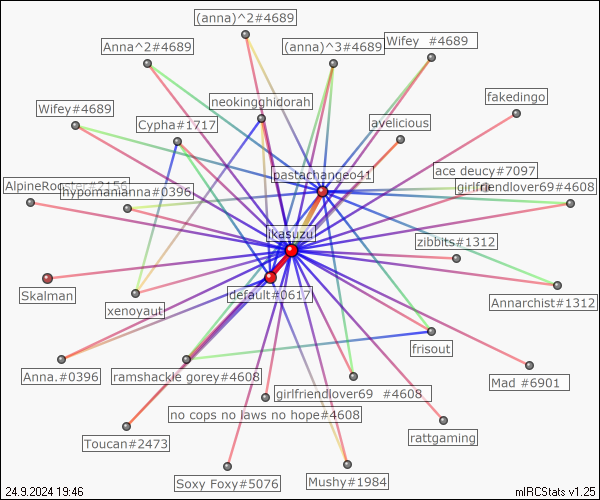 (anna)^2#4689
Anna^2#4689
(anna)^3#4689
Wifey #4689
neokingghidorah
fakedingo
Wifey#4689
Cypha#1717
avelicious
pastachangeo41
ace deucy#7097
AlpineRooster#2156
hypomanianna#0396
girlfriendlover69#4608
ikasuzu
zibbits#1312
Skalman
default#0617
xenoyaut
Annarchist#1312
frisout
Anna.#0396
ramshackle gorey#4608
girlfriendlover69 #4608
Mad #6901
no cops no laws no hope#4608
Toucan#2473
rattgaming
Soxy Foxy#5076
Mushy#1984
24.9.2024 19:46
mIRCStats v1.25